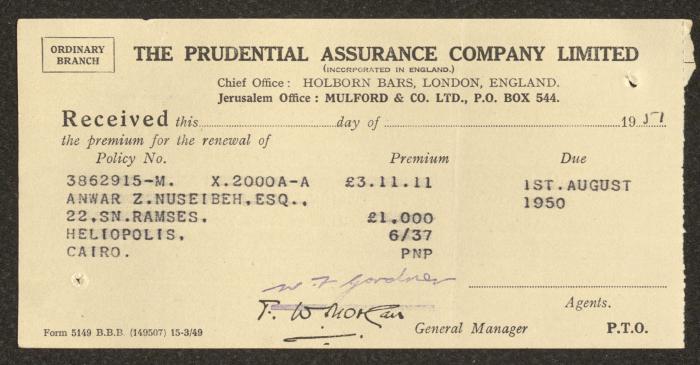 ORDINARY
BRANCH
THE PRUDENTIAL ASSURANCE COMPANY LIMITED
(INCORPORATED IN ENGLAND.)
Chief Office: HOLBORN BARS, LONDON, ENGLAND.
Jerusalem Office: MULFORD & CO. LTD., P.O. BOX 544.
Received this day of 1951
the premium for the renewal of
Policy No. Premium Due
3862915-M. X.2000A-A £3.11.11 1ST.AUGUST
ANWAR Z.NUSEIBEH,ESQ., 1950
22,SN.RAMSES. £1,000
HELIOPOLIS, 6/37
CAIRO. PNP
W F Gardner
F. W. Morgan
Agents.
Form 5149 B.B.B. (149507) 15-3/49 General Manager P.T.O.